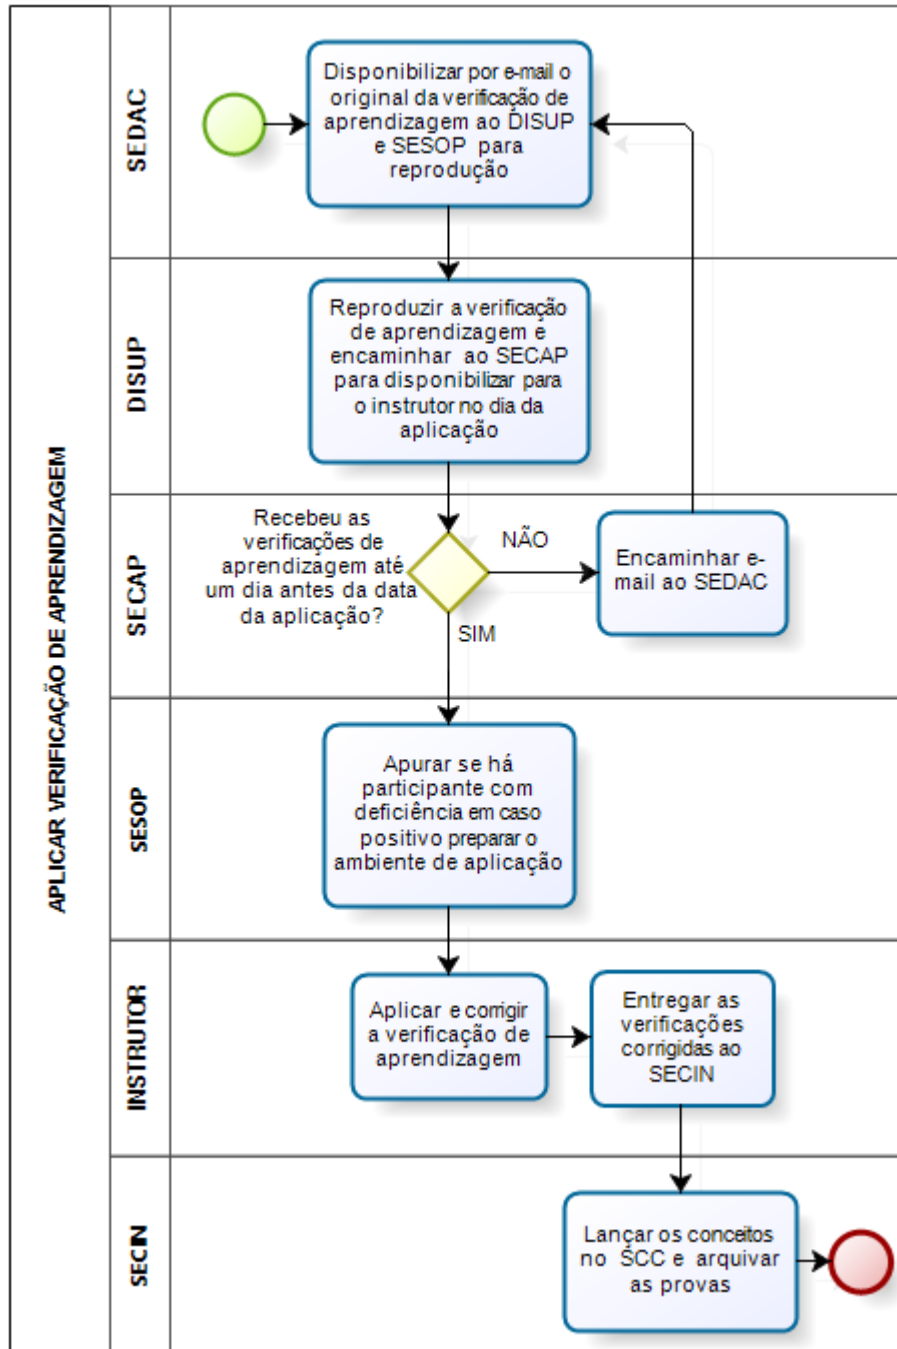 APLICAR VERIFICAÇÃO DE APRENDIZAGEM
SEDAC
Disponibilizar por e-mail o
original da verificação de
aprendizagem ao DISUP
e SESOP para
reprodução
DISUP
Reproduzir a verificação
de aprendizagem e
encaminhar ao SECAP
para disponibilizar para
o instrutor no dia da
aplicação
SECAP
Recebeu as
verificações de
aprendizagem até
um dia antes da data
da aplicação?
NÃO
SIM
Encaminhar e-
mail ao SEDAC
SESOP
Apurar se há
participante com
deficiência em caso
positivo preparar o
ambiente de aplicação
INSTRUTOR
Aplicar e corrigir
a verificação de
aprendizagem
Entregar as
verificações
corrigidas ao
SECIN
SECIN
Lançar os conceitos
no SCC e arquivar
as provas